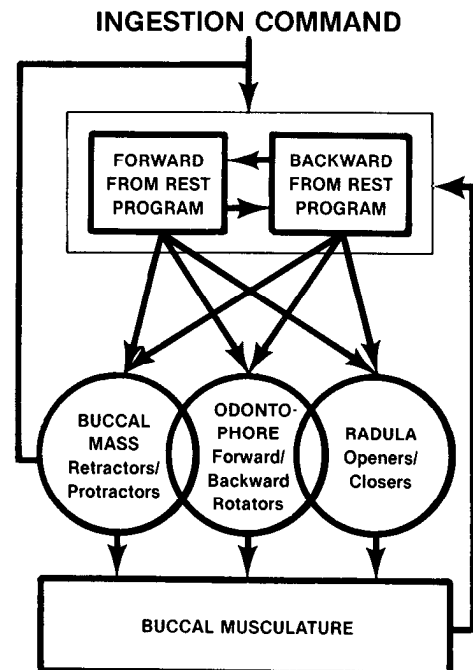 INGESTION COMMAND
FORWARD
FROM REST
PROGRAM
BACKWARD
FROM REST
PROGRAM
BUCCAL
MASS
Retractors/
Protractors
ODONTO-
PHORE
Forward/
Backward
Rotators
RADULA
Openers/
Closers
BUCCAL MUSCULATURE